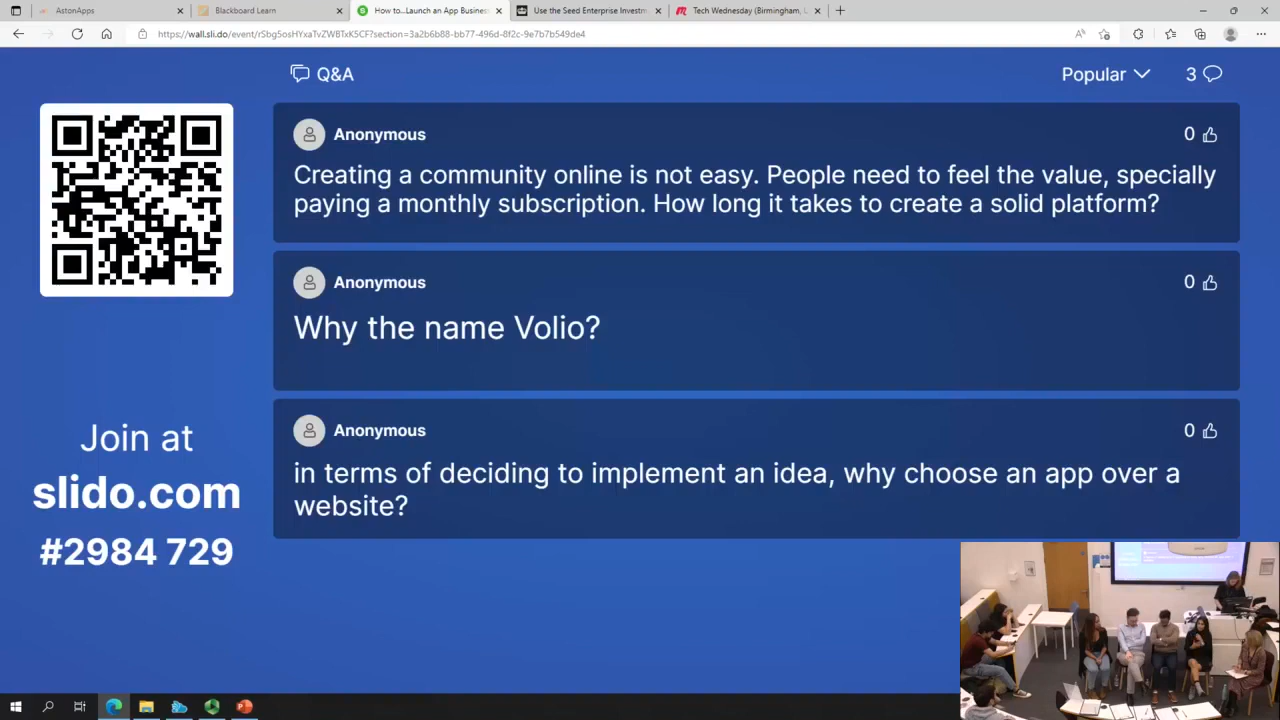 AstonApps
Blackboard Learn
How to...Launch an App Business
Use the Seed Enterprise Investm
Tech Wednesday (Birmingham, U
https://wall.sli.do/event/rSbg5osHYxaTvZWBTxK5CF?section=3a2b6b88-bb77-496d-8f2c-9e7b7b549de4
Q&A
Popular
3
Anonymous
0
Creating a community online is not easy. People need to feel the value, specially
paying a monthly subscription. How long it takes to create a solid platform?
Anonymous
0
Why the name Volio?
Anonymous
0
in terms of deciding to implement an idea, why choose an app over a
website?
Join at
slido.com
#2984 729